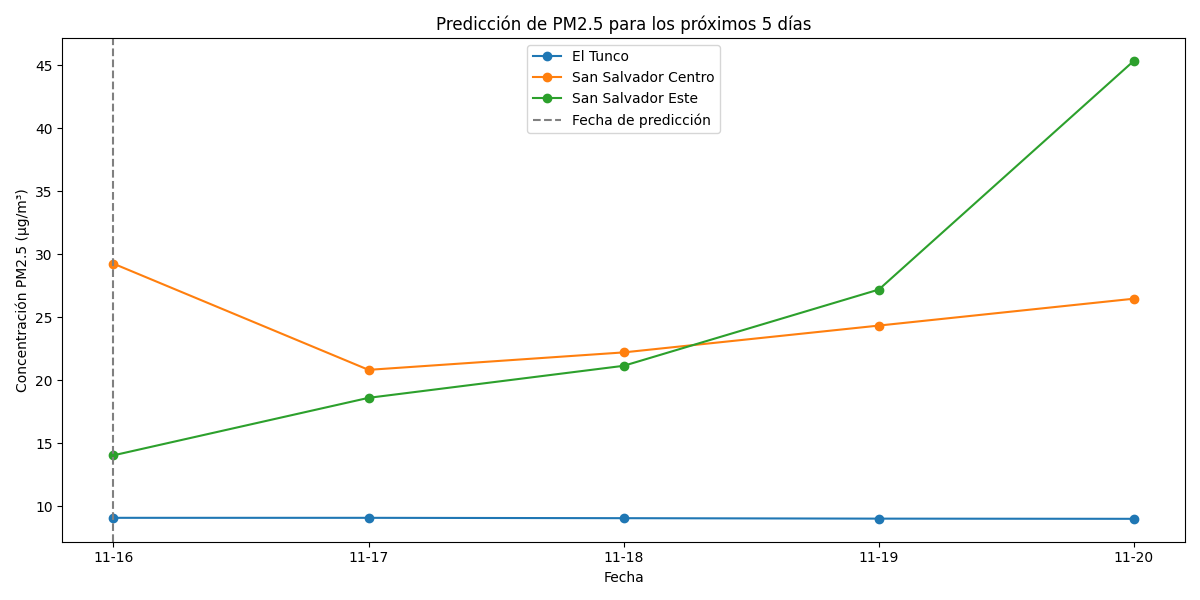 Predicción de PM2.5 para los próximos 5 días
El Tunco
San Salvador Centro
San Salvador Este
Fecha de predicción
Concentración PM2.5 (μg/m³)
45
40
35
30
25
20
15
10
11-16
11-17
11-18
11-19
11-20
Fecha